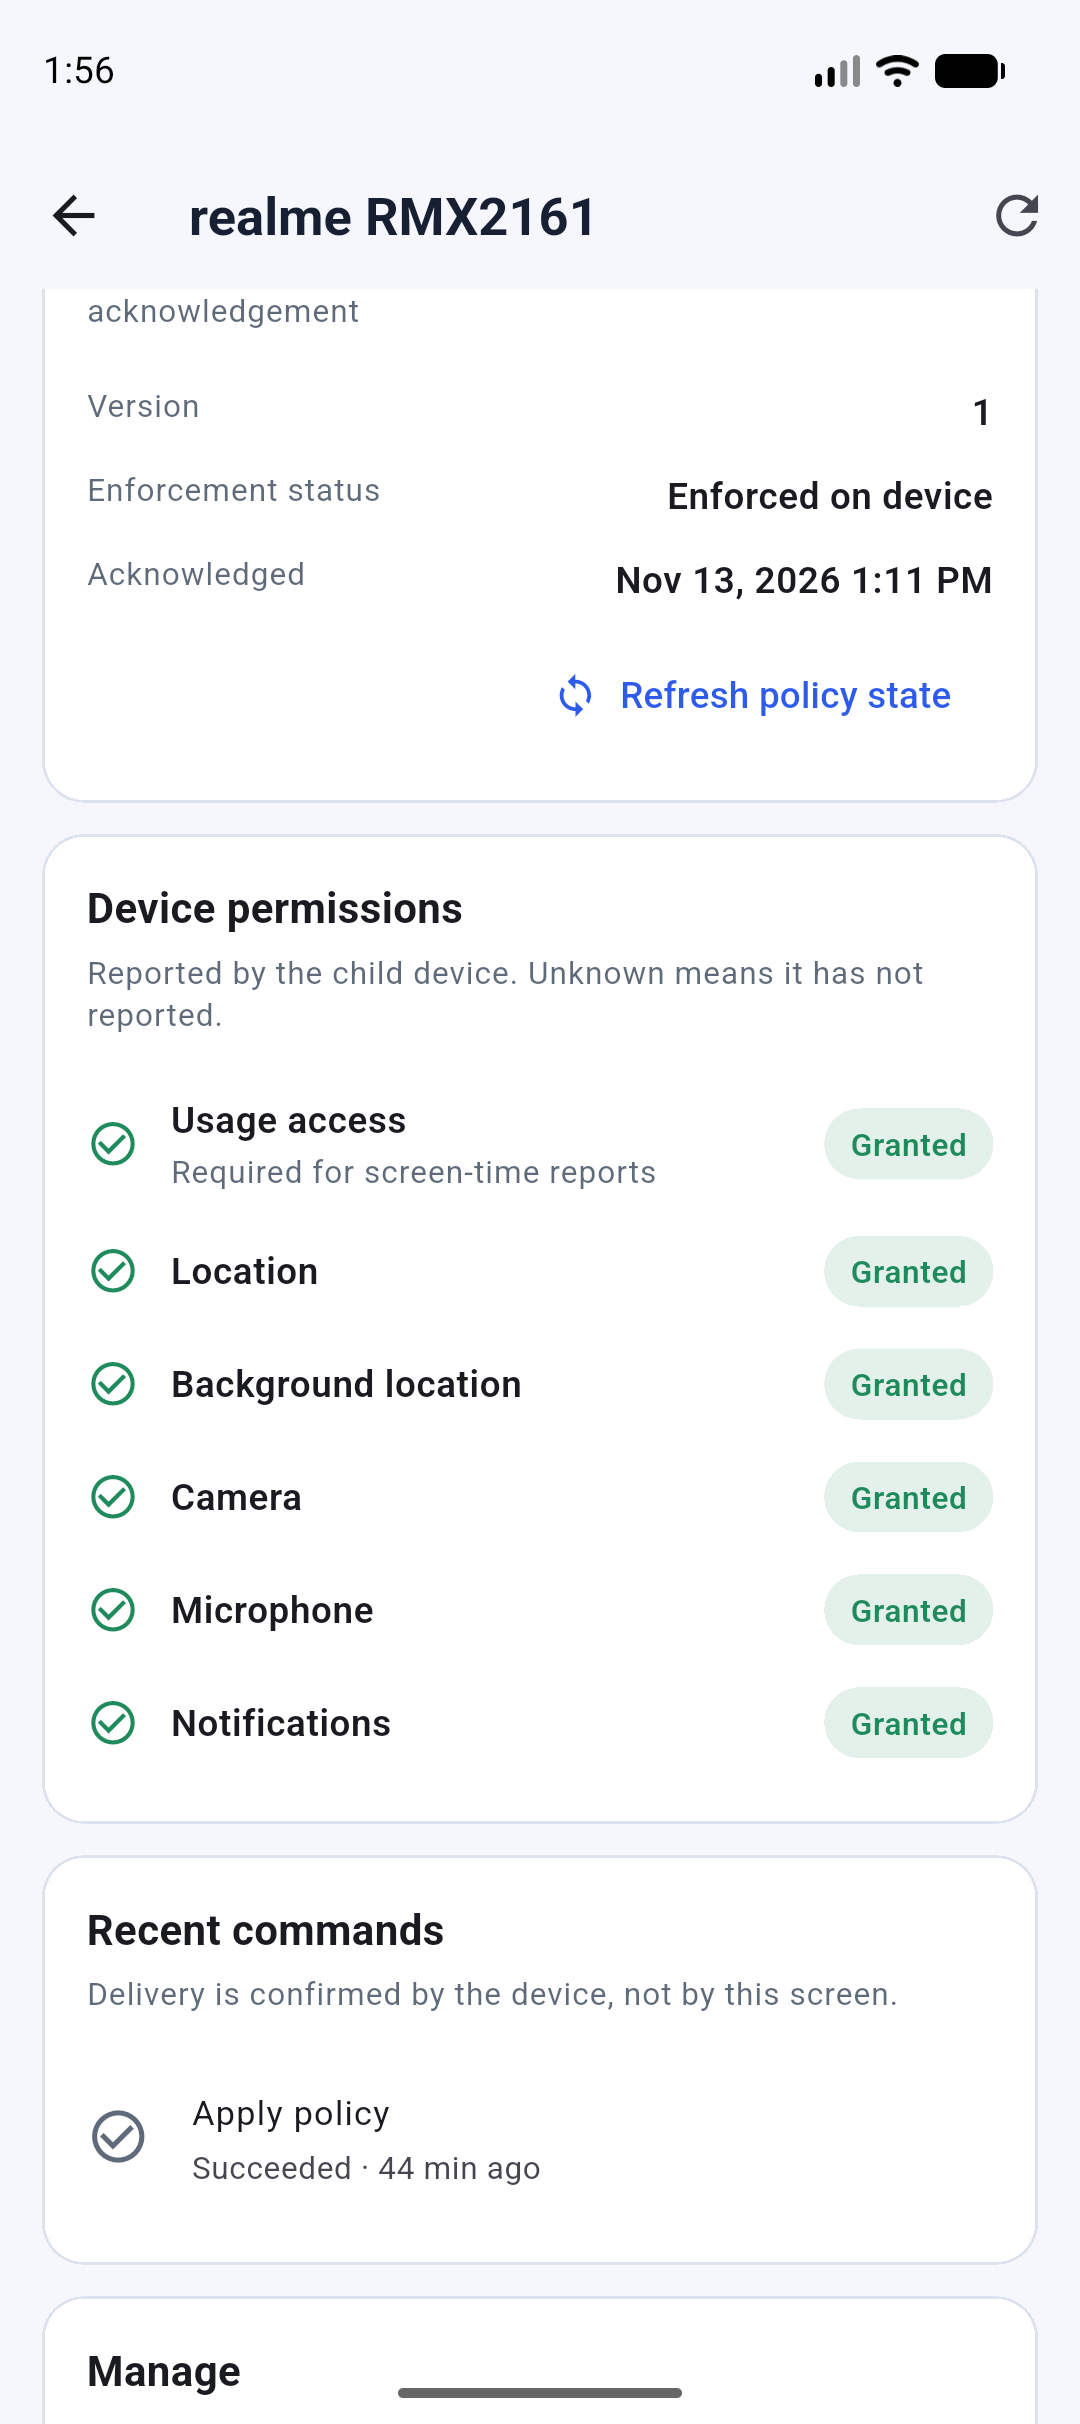 1:56
realme RMX2161
acknowledgement
Version
1
Enforcement status
Enforced on device
Acknowledged
Nov 13, 2026 1:11 PM
Refresh policy state
Device permissions
Reported by the child device. Unknown means it has not
reported.
Usage access
Required for screen-time reports
Granted
Location
Granted
Background location
Granted
Camera
Granted
Microphone
Granted
Notifications
Granted
Recent commands
Delivery is confirmed by the device, not by this screen.
Apply policy
Succeeded · 44 min ago
Manage